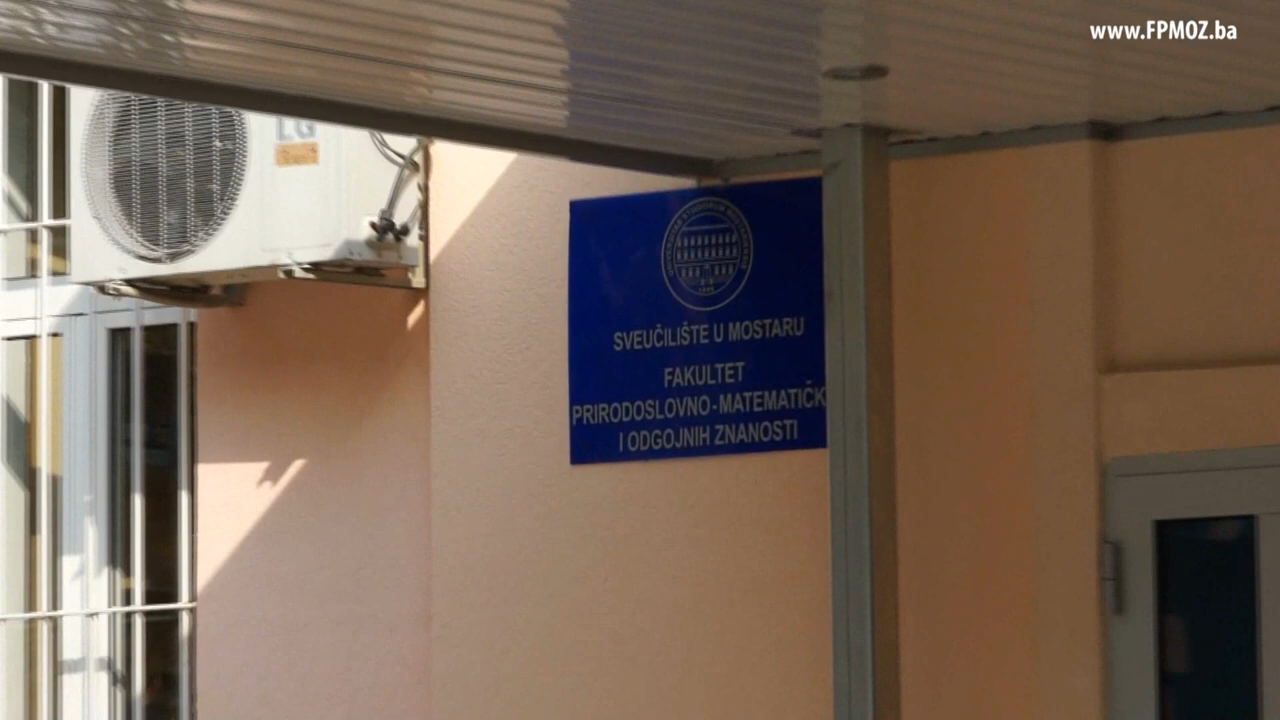 www.FPMOZ.ba
LG
SVEUČILIŠTE U MOSTARU
FAKULTET
PRIRODOSLOVNO-MATEMATIČK
I ODGOJNIH ZNANOSTI